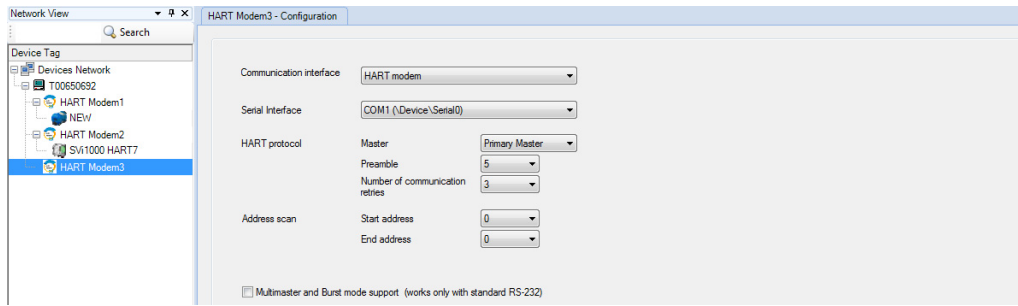 Network View
Search
Device Tag
Devices Network
T00650692
HART Modem1
NEW
HART Modem2
SVi1000 HART7
HART Modem3
HART Modem3 - Configuration
Communication interface HART modem
Serial Interface COM1 (\Device\Serial0)
HART protocol Master Primary Master
Preamble 5
Number of communication
retries 3
Address scan Start address 0
End address 0
Multimaster and Burst mode support (works only with standard RS-232)